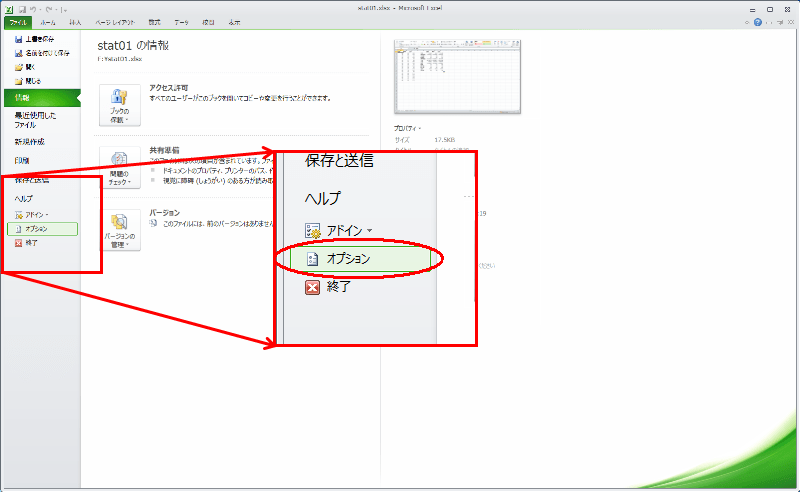 stat01.xlsx - Microsoft Excel
ファイル ホーム 挿入 ページ レイアウト 数式 データ 校閲 表示
上書き保存
名前を付けて保存
開く
閉じる
情報
最近使用した
ファイル
新規作成
印刷
保存と送信
ヘルプ
アドイン
オプション
終了
stat01 の情報
F:¥stat01.xlsx
ブックの
保護
アクセス許可
すべてのユーザーがこのブックを開いてコピーや変更を行うことができます。
問題の
チェック
共有準備
ドキュメントのプロパティ、プリンターのパス、
視覚に障碍 (しょうがい) のある方が読み取
バージョンの
管理
バージョン
このファイルには、前のバージョンはありません
プロパティ
サイズ 17.5KB
19
ください
保存と送信
ヘルプ
アドイン
オプション
終了